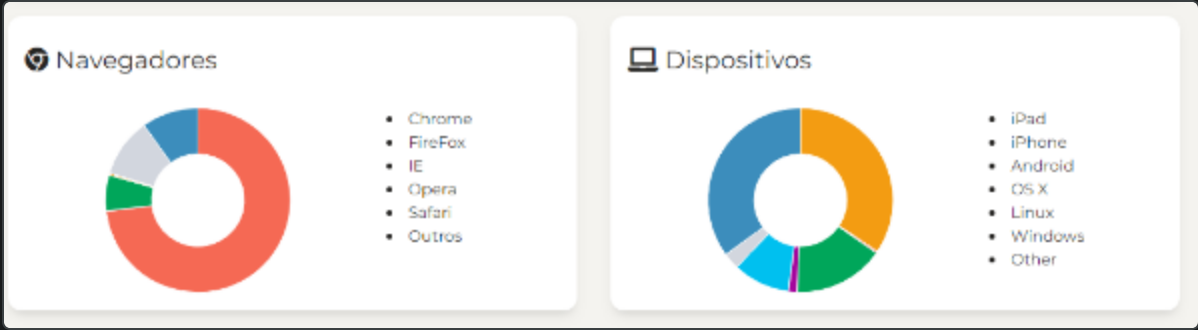 Navegadores
Chrome
FireFox
IE
Opera
Safari
Outros
Dispositivos
iPad
iPhone
Android
OS X
Linux
Windows
Other